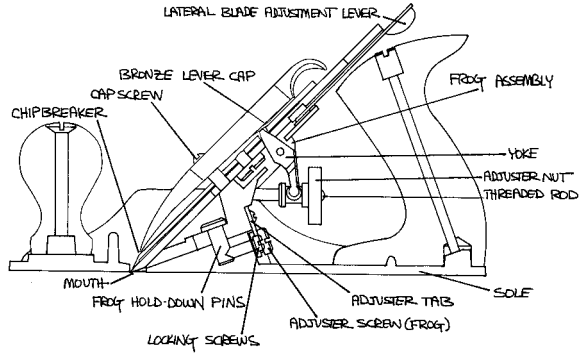 LATERAL BLADE ADJUSTMENT LEVER
BRONZE LEVER CAP
CAP SCREW
CHIPBREAKER
FROG ASSEMBLY
YOKE
ADJUSTER NUT
THREADED ROD
MOUTH
FROG HOLD-DOWN PINS
LOCKING SCREWS
ADJUSTER TAB
ADJUSTER SCREW (FROG)
SOLE